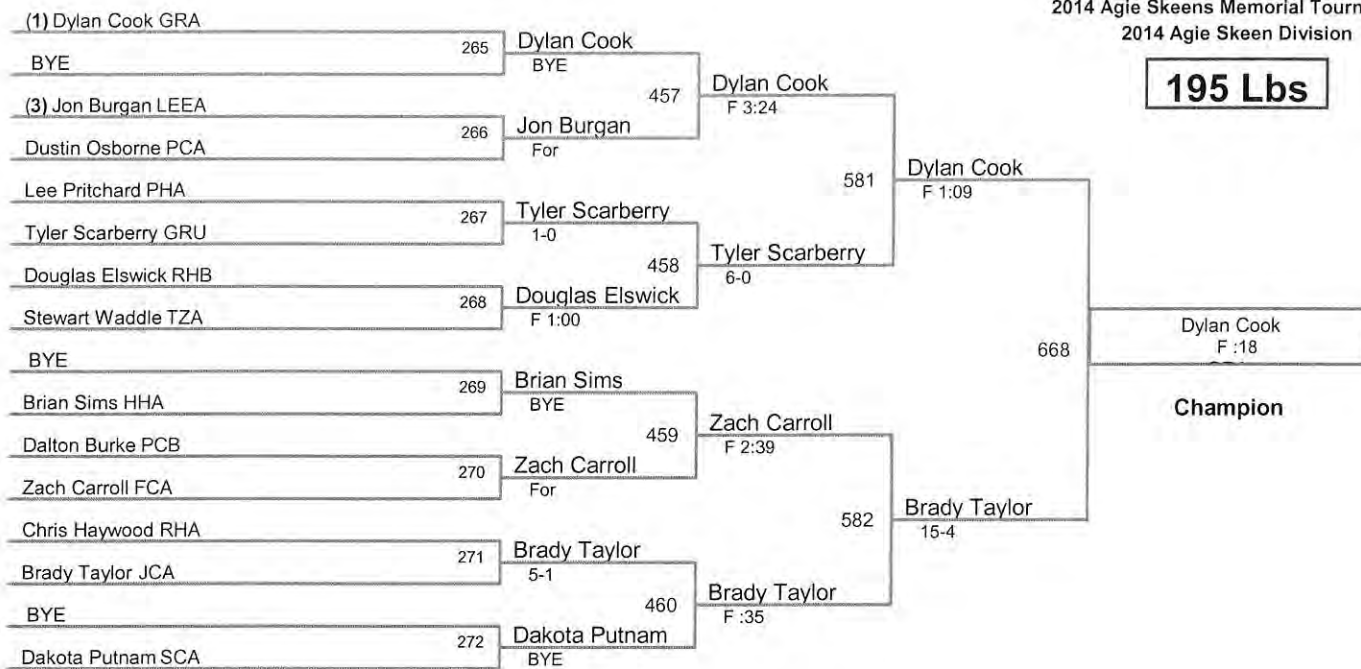 2014 Agie Skeens Memorial Tourn
2014 Agie Skeen Division
195 Lbs
(1) Dylan Cook GRA
BYE
(3) Jon Burgan LEEA
Dustin Osborne PCA
Lee Pritchard PHA
Tyler Scarberry GRU
Douglas Elswick RHB
Stewart Waddle TZA
BYE
Brian Sims HHA
Dalton Burke PCB
Zach Carroll FCA
Chris Haywood RHA
Brady Taylor JCA
BYE
Dakota Putnam SCA
265
266
267
268
269
270
271
272
Dylan Cook
BYE
Jon Burgan
For
Tyler Scarberry
1-0
Douglas Elswick
F 1:00
Brian Sims
BYE
Zach Carroll
For
Brady Taylor
5-1
Dakota Putnam
BYE
457
458
459
460
Dylan Cook
F 3:24
Tyler Scarberry
6-0
Zach Carroll
F 2:39
Brady Taylor
F :35
581
582
Dylan Cook
F 1:09
Brady Taylor
15-4
668
Dylan Cook
F :18
Champion